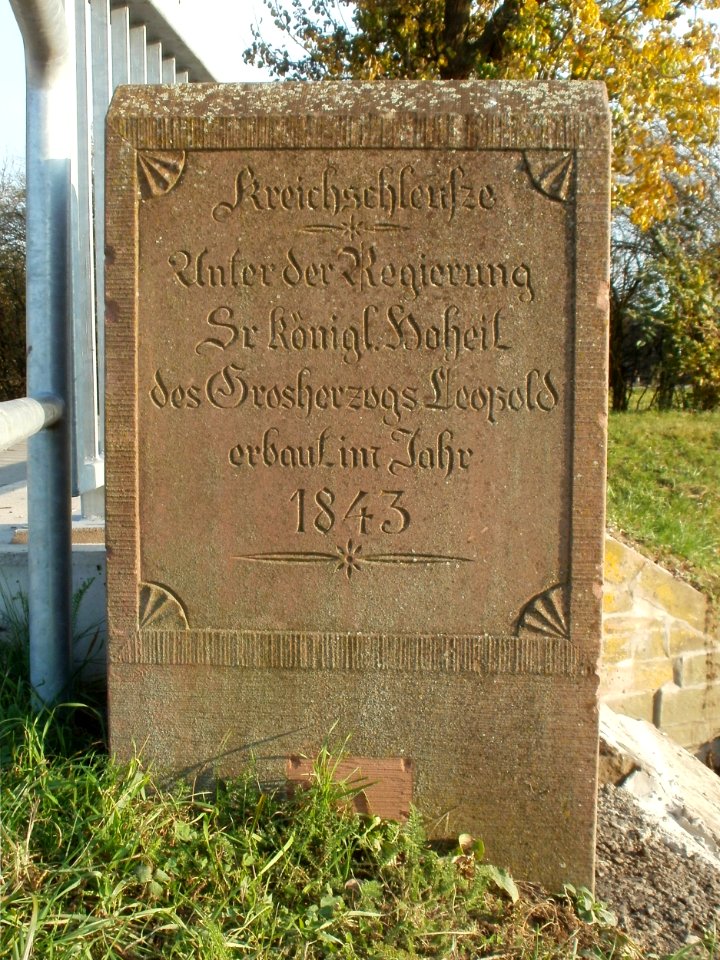 Kreichschleuſze
Unter der Regierung
Sr königl. Hoheit
des Grosherzogs Leopold
erbaut im Jahr
1843